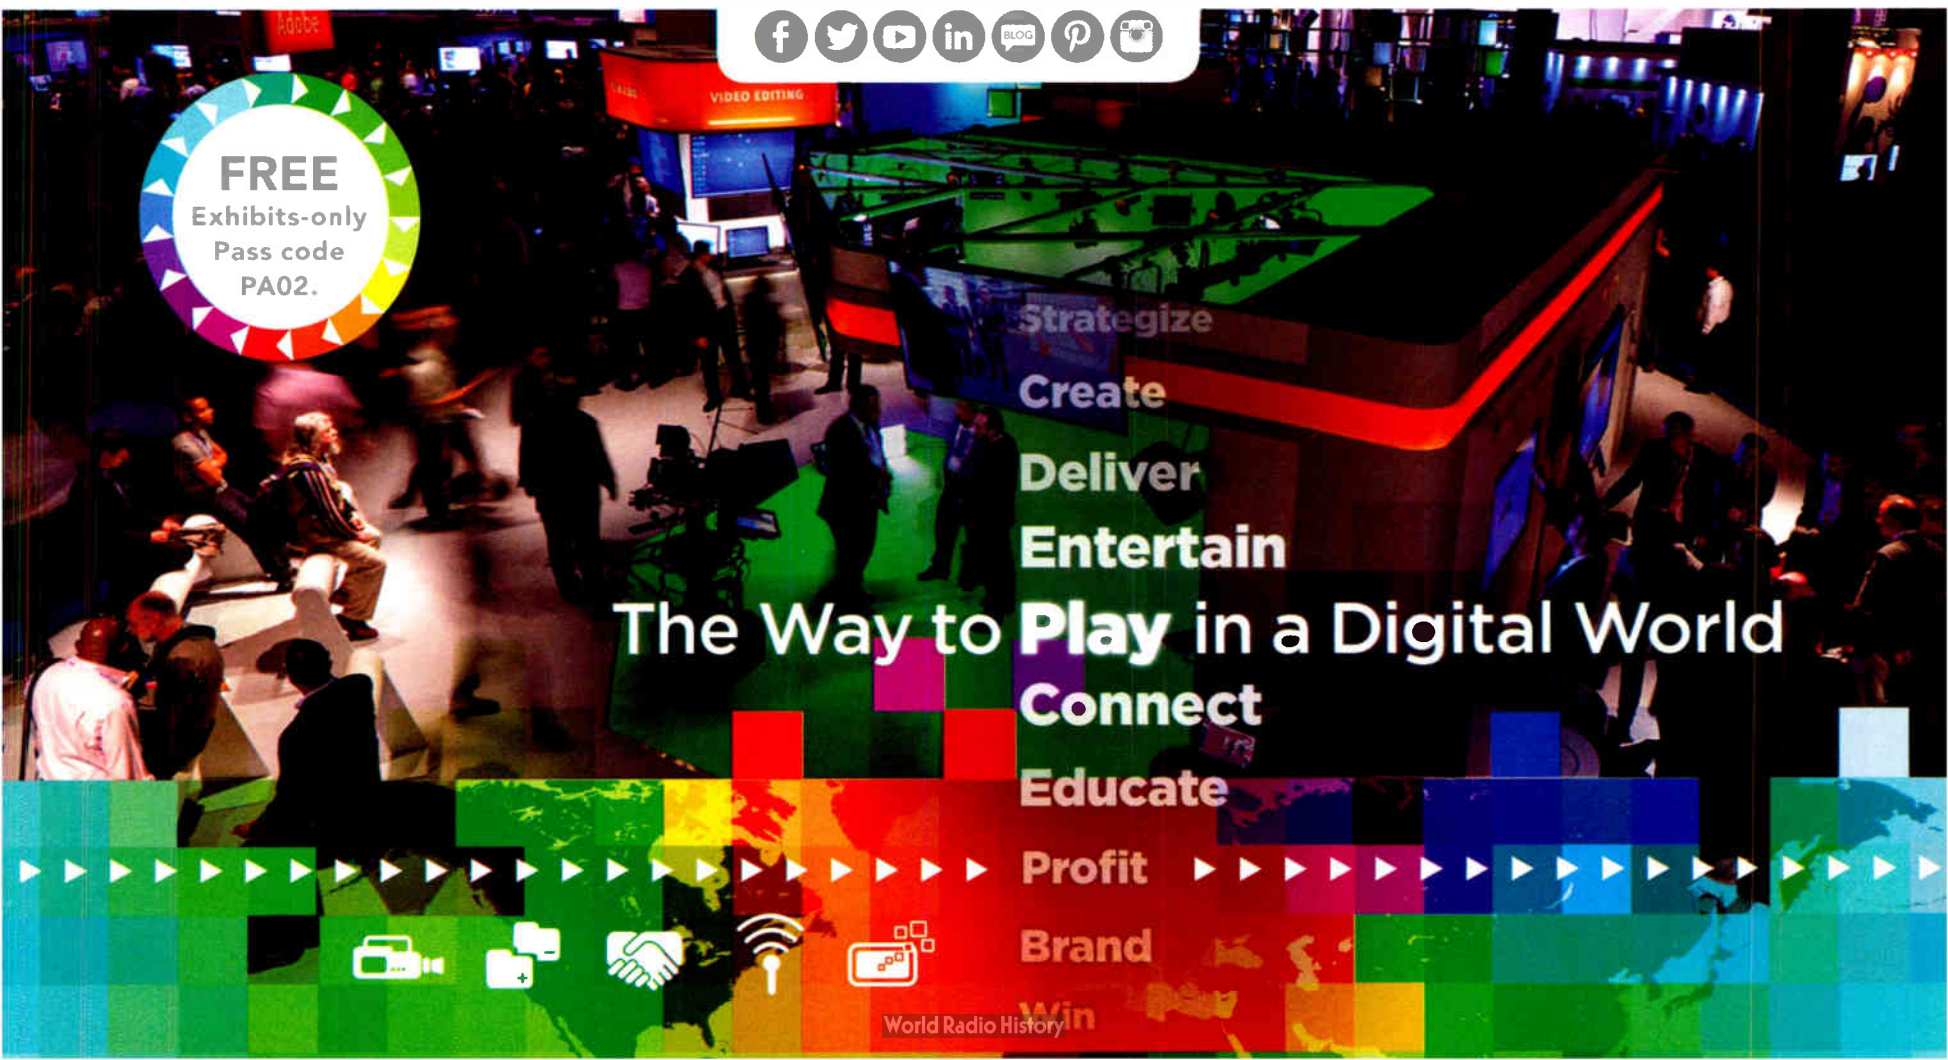 Adobe
BLOG
VIDEO EDITING
FREE
Exhibits-only
Pass code
PA02.
Strategize
Create
Deliver
Entertain
The Way to Play in a Digital World
Connect
Educate
Profit
Brand
Win
World Radio History